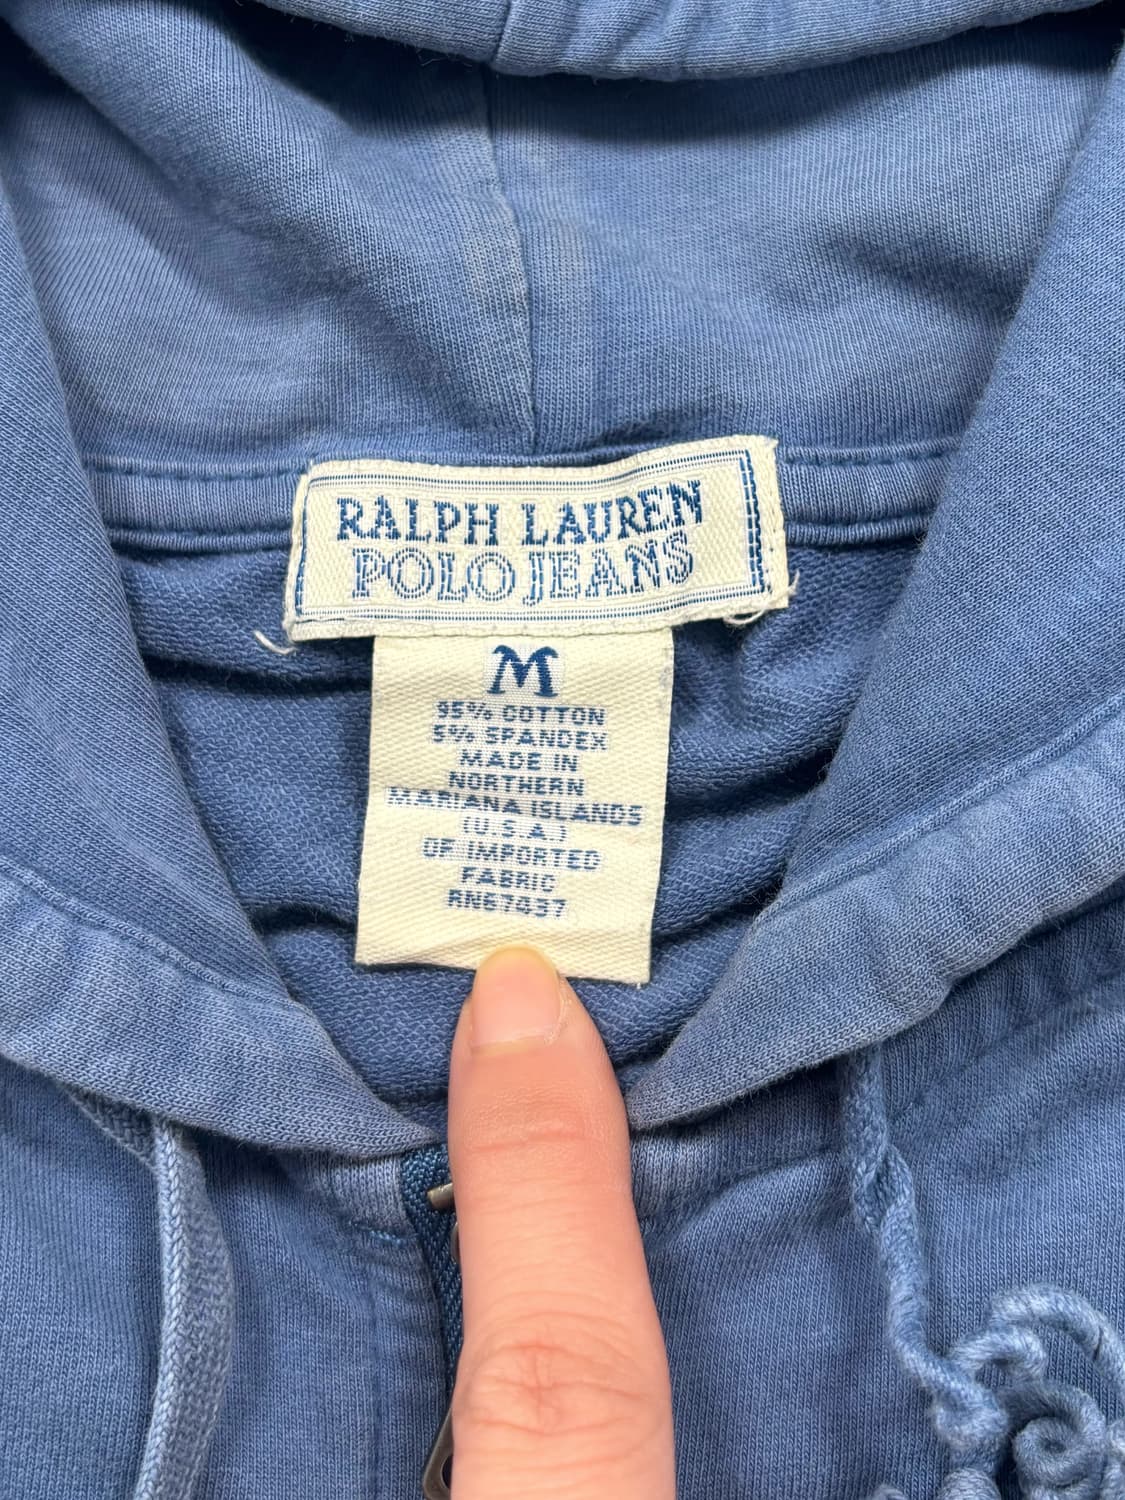 RALPH LAUREN
POLO JEANS
M
95% COTTON
5% SPANDEX
MADE IN
NORTHERN
MARIANA ISLANDS
(U.S.A.)
OF IMPORTED
FABRIC
RN67437